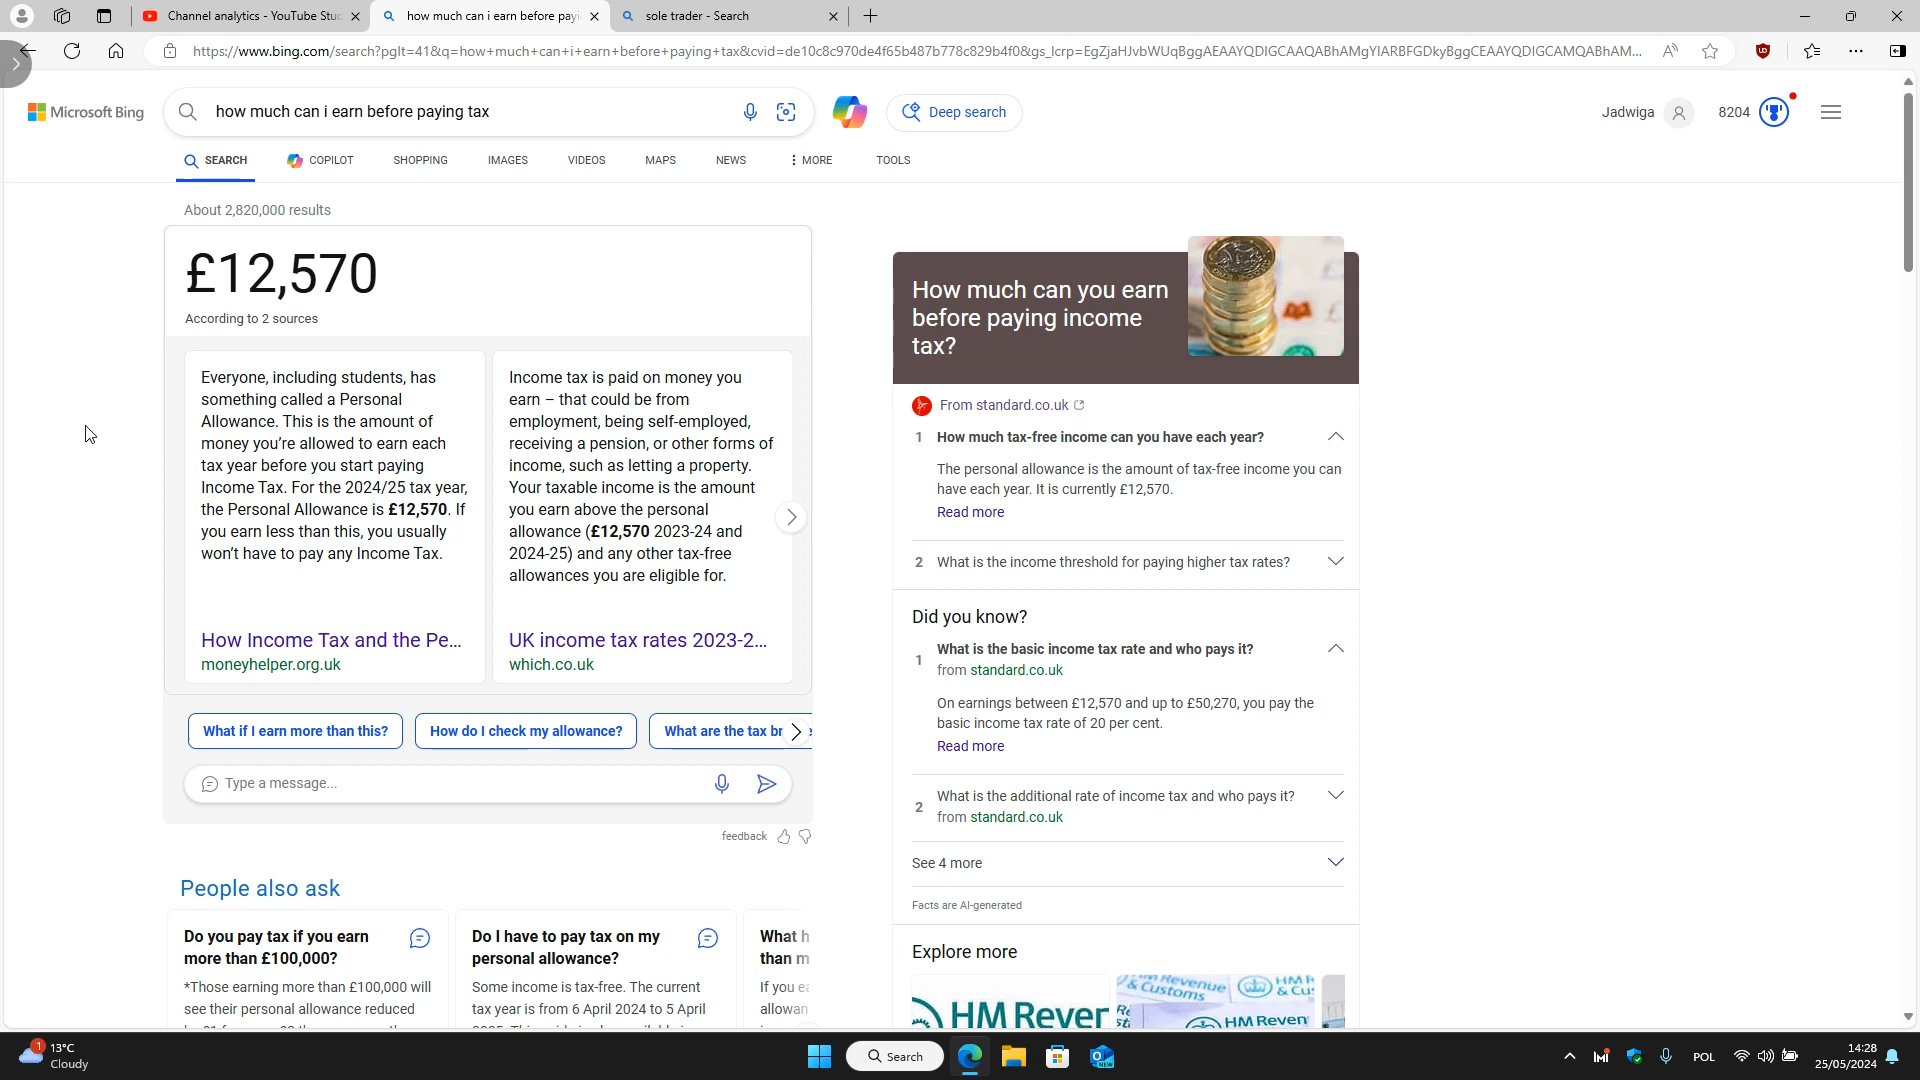 Channel analytics - YouTube Stuc
how much can i earn before payi
sole trader - Search
https://www.bing.com/search?pglt=41&q=how+much+can+i+earn+before+paying+tax&cvid=de10c8c970de4f65b487b778c829b4f0&gs_lcrp=EgZjaHJvbWUqBggAEAAYQDIGCAAQABhAMgYIARBFGDkyBggCEAAYQDIGCAMQABhAM...
Microsoft Bing
how much can i earn before paying tax
Deep search
Jadwiga
8204
SEARCH
COPILOT
SHOPPING
IMAGES
VIDEOS
MAPS
NEWS
MORE
TOOLS
About 2,820,000 results
£12,570
According to 2 sources
Everyone, including students, has
something called a Personal
Allowance. This is the amount of
money you're allowed to earn each
tax year before you start paying
Income Tax. For the 2024/25 tax year,
the Personal Allowance is £12,570. If
you earn less than this, you usually
won't have to pay any Income Tax.
How Income Tax and the Pe...
moneyhelper.org.uk
Income tax is paid on money you
earn – that could be from
employment, being self-employed,
receiving a pension, or other forms of
income, such as letting a property.
Your taxable income is the amount
you earn above the personal
allowance (£12,570 2023-24 and
2024-25) and any other tax-free
allowances you are eligible for.
UK income tax rates 2023-2...
which.co.uk
What if I earn more than this?
How do I check my allowance?
What are the tax br
Type a message...
feedback
People also ask
Do you pay tax if you earn
more than £100,000?
*Those earning more than £100,000 will
see their personal allowance reduced
Do I have to pay tax on my
personal allowance?
Some income is tax-free. The current
tax year is from 6 April 2024 to 5 April
What h
than m
If you ea
allowan
How much can you earn
before paying income
tax?
From standard.co.uk
1 How much tax-free income can you have each year?
The personal allowance is the amount of tax-free income you can
have each year. It is currently £12,570.
Read more
2 What is the income threshold for paying higher tax rates?
Did you know?
1 What is the basic income tax rate and who pays it?
from standard.co.uk
On earnings between £12,570 and up to £50,270, you pay the
basic income tax rate of 20 per cent.
Read more
2 What is the additional rate of income tax and who pays it?
from standard.co.uk
See 4 more
Facts are AI-generated
Explore more
HM Rever
Revenue
& Customs
HM R
& Cu
HM Reven
1
13°C
Cloudy
Search
NEW
POL
14:28
25/05/2024